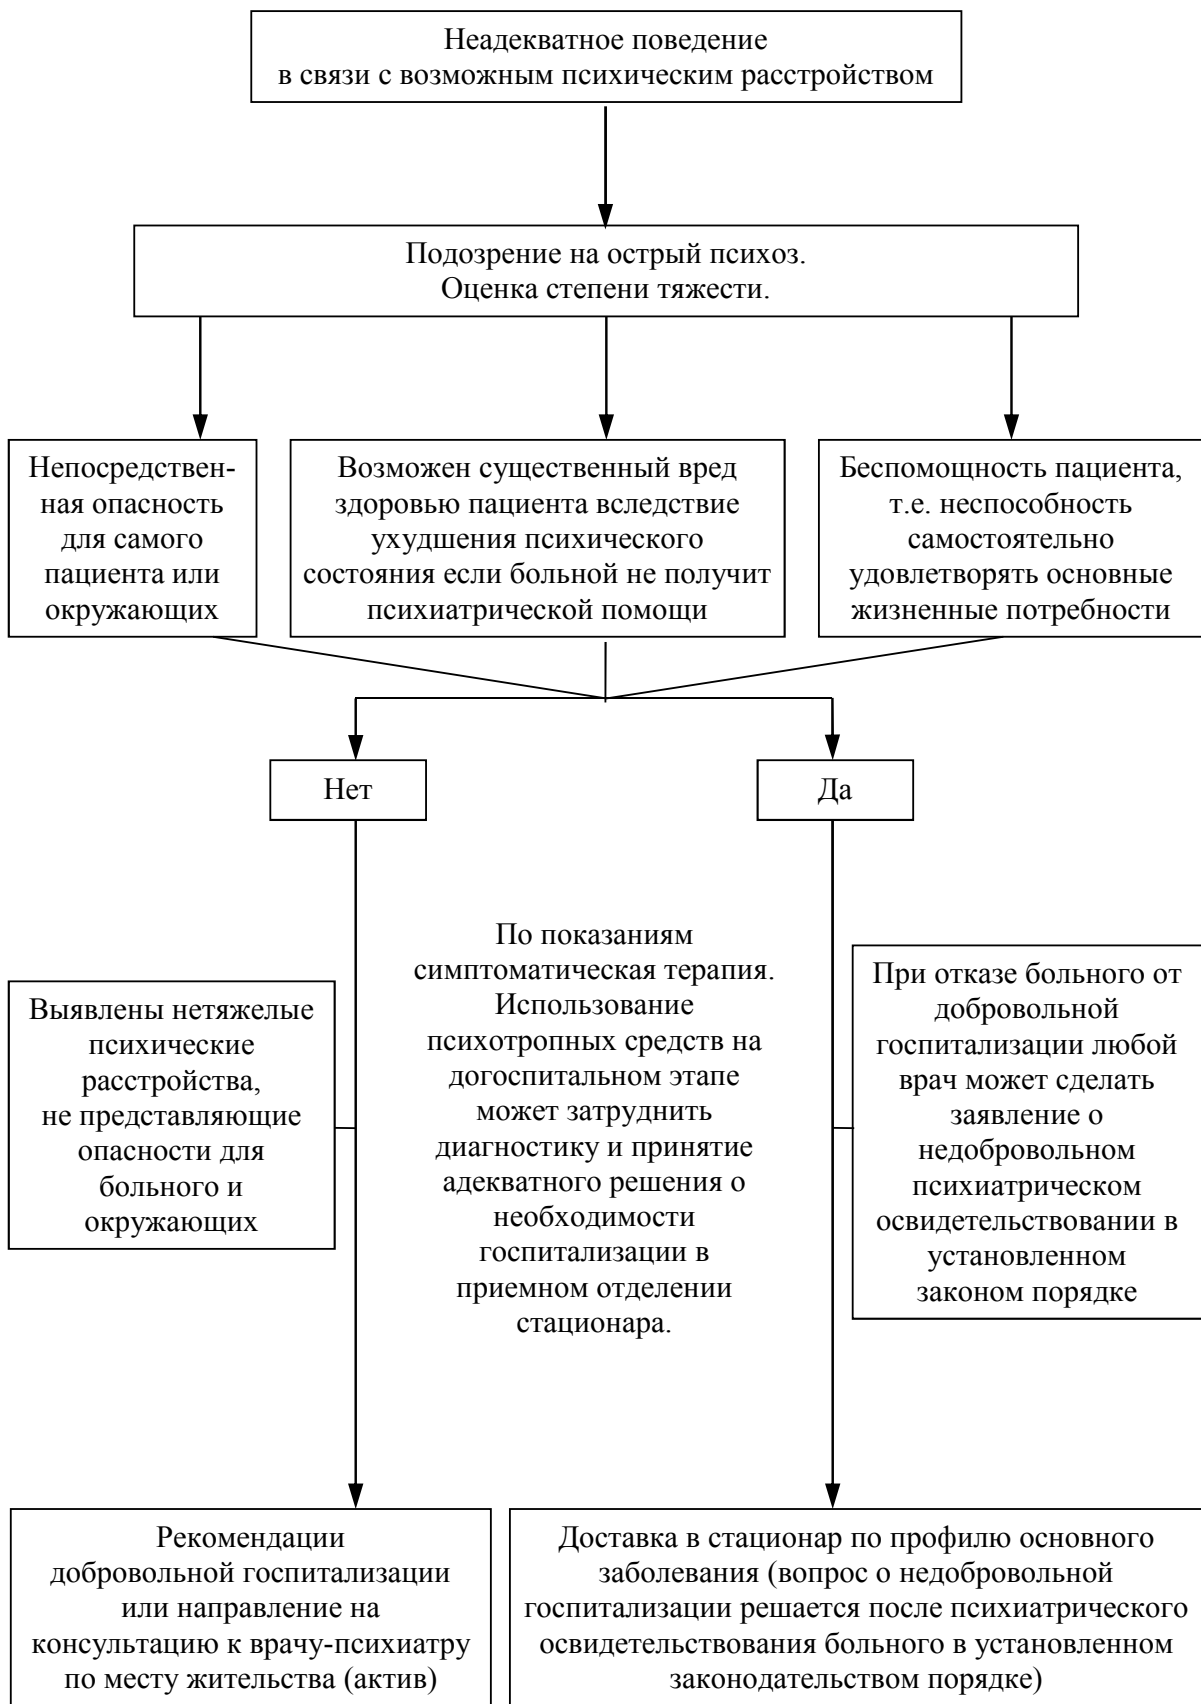 Неадекватное поведение
в связи с возможным психическим расстройством
Подозрение на острый психоз.
Оценка степени тяжести.
Непосредствен-
ная опасность
для самого
пациента или
окружающих
Возможен существенный вред
здоровью пациента вследствие
ухудшения психического
состояния если больной не получит
психиатрической помощи
Беспомощность пациента,
т.е. неспособность
самостоятельно
удовлетворять основные
жизненные потребности
Нет
Да
Выявлены нетяжелые
психические
расстройства,
не представляющие
опасности для
больного и
окружающих
По показаниям
симптоматическая терапия.
Использование
психотропных средств на
догоспитальном этапе
может затруднить
диагностику и принятие
адекватного решения о
необходимости
госпитализации в
приемном отделении
стационара.
При отказе больного от
добровольной
госпитализации любой
врач может сделать
заявление о
недобровольном
психиатрическом
освидетельствовании в
установленном
законом порядке
Рекомендации
добровольной госпитализации
или направление на
консультацию к врачу-психиатру
по месту жительства (актив)
Доставка в стационар по профилю основного
заболевания (вопрос о недобровольной
госпитализации решается после психиатрического
освидетельствования больного в установленном
законодательством порядке)